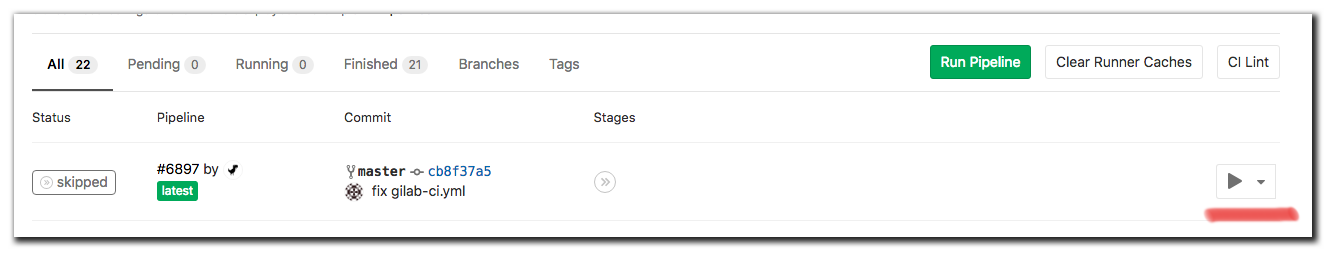 All 22 Pending 0 Running 0 Finished 21 Branches Tags Run Pipeline Clear Runner Caches CI Lint
Status Pipeline Commit Stages
skipped #6897 by master cb8f37a5
latest fix gilab-ci.yml